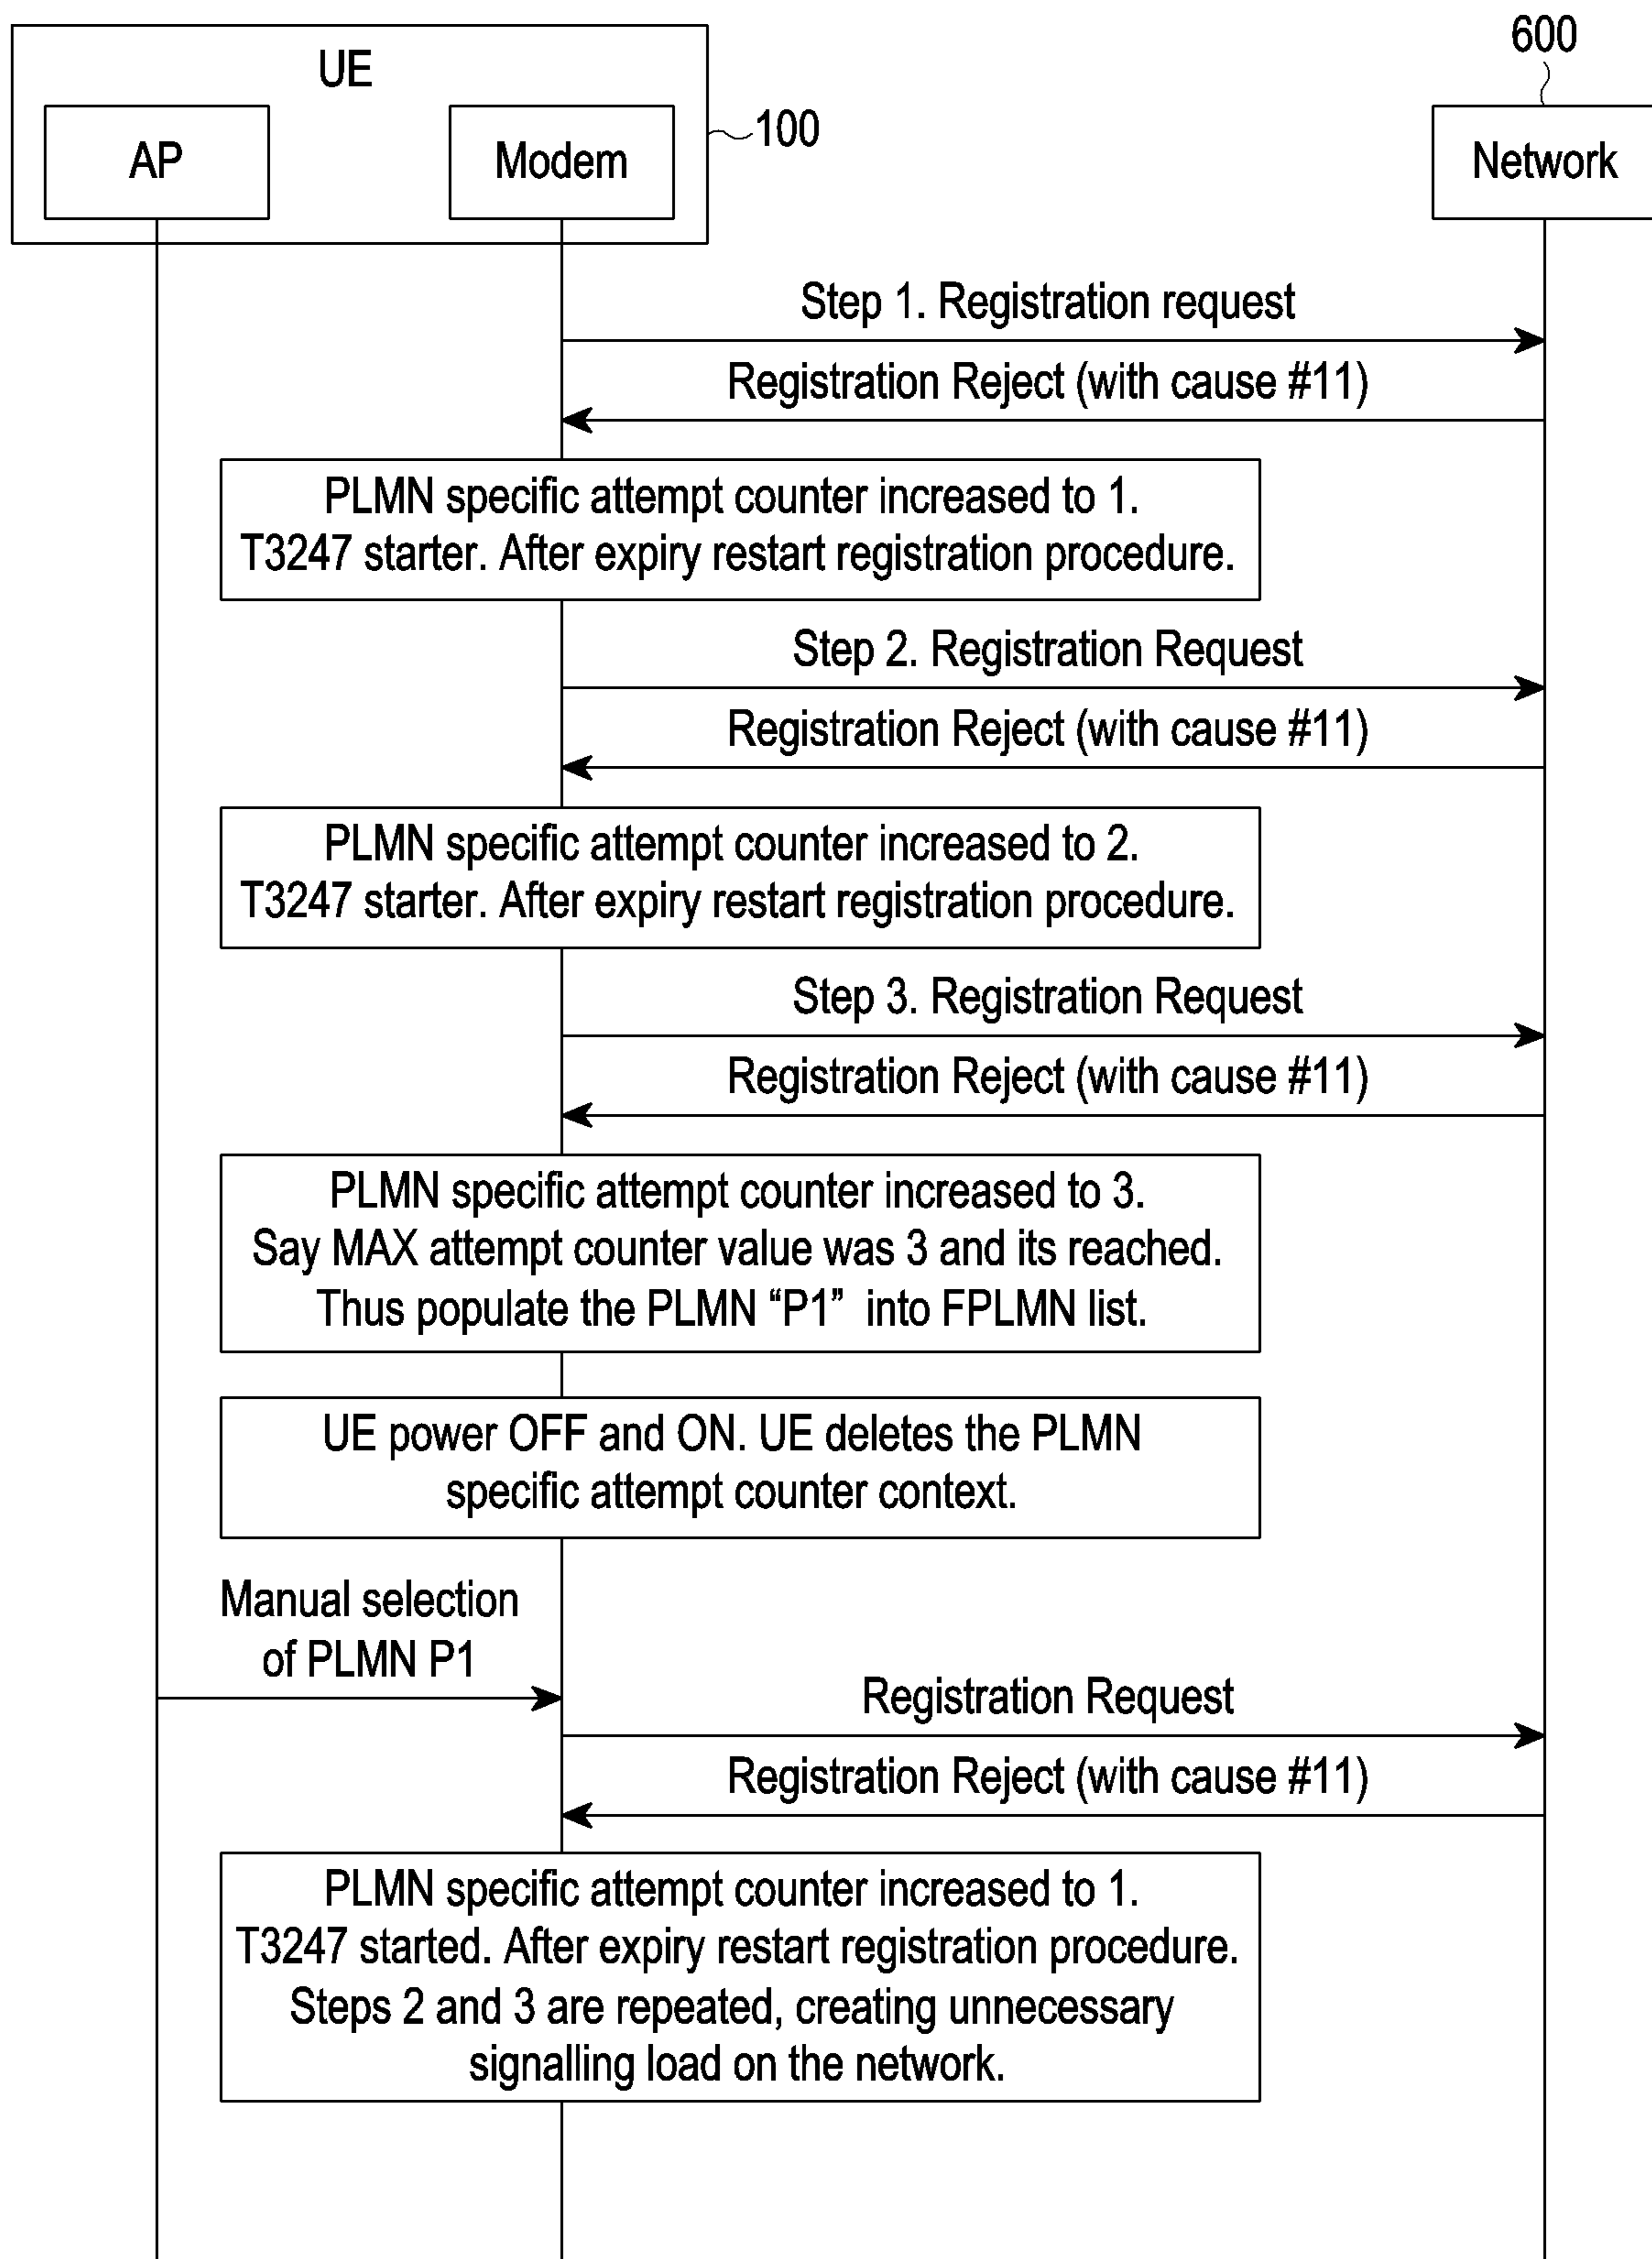 600
UE
AP
Modem
100
Network
Step 1. Registration request
Registration Reject (with cause #11)
PLMN specific attempt counter increased to 1.
T3247 starter. After expiry restart registration procedure.
Step 2. Registration Request
Registration Reject (with cause #11)
PLMN specific attempt counter increased to 2.
T3247 starter. After expiry restart registration procedure.
Step 3. Registration Request
Registration Reject (with cause #11)
PLMN specific attempt counter increased to 3.
Say MAX attempt counter value was 3 and its reached.
Thus populate the PLMN “P1” into FPLMN list.
UE power OFF and ON. UE deletes the PLMN
specific attempt counter context.
Manual selection
of PLMN P1
Registration Request
Registration Reject (with cause #11)
PLMN specific attempt counter increased to 1.
T3247 started. After expiry restart registration procedure.
Steps 2 and 3 are repeated, creating unnecessary
signalling load on the network.